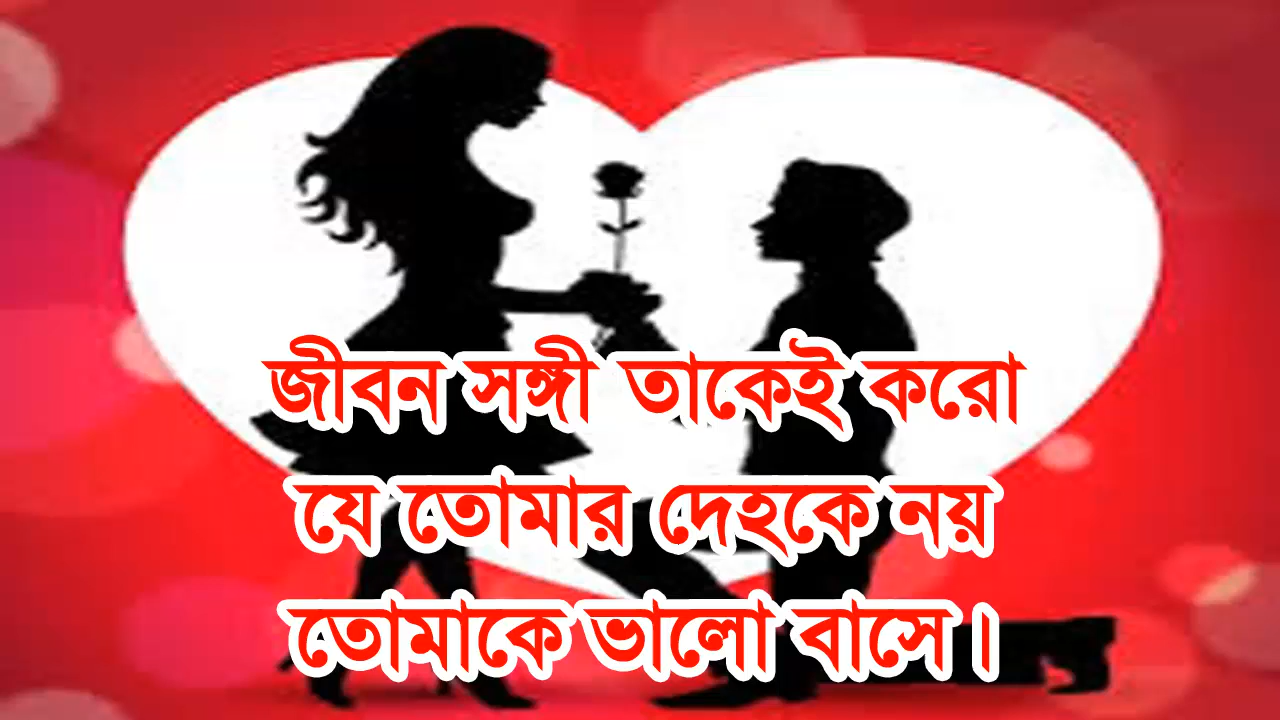 জীবন সঙ্গী তাকেই করো
যে তোমার দেহকে নয়
তোমাকে ভালো বাসে।